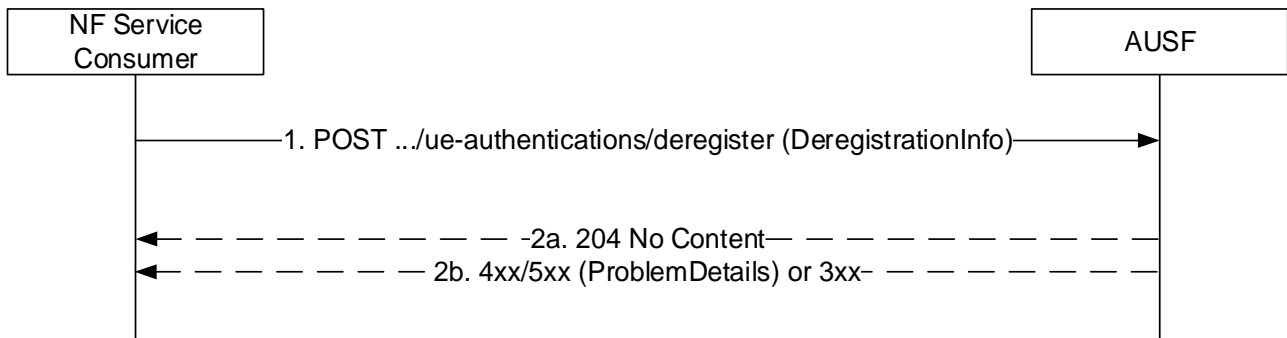 NF Service
Consumer
AUSF
1. POST .../ue-authentications/deregister (DeregistrationInfo)
2a. 204 No Content
2b. 4xx/5xx (ProblemDetails) or 3xx